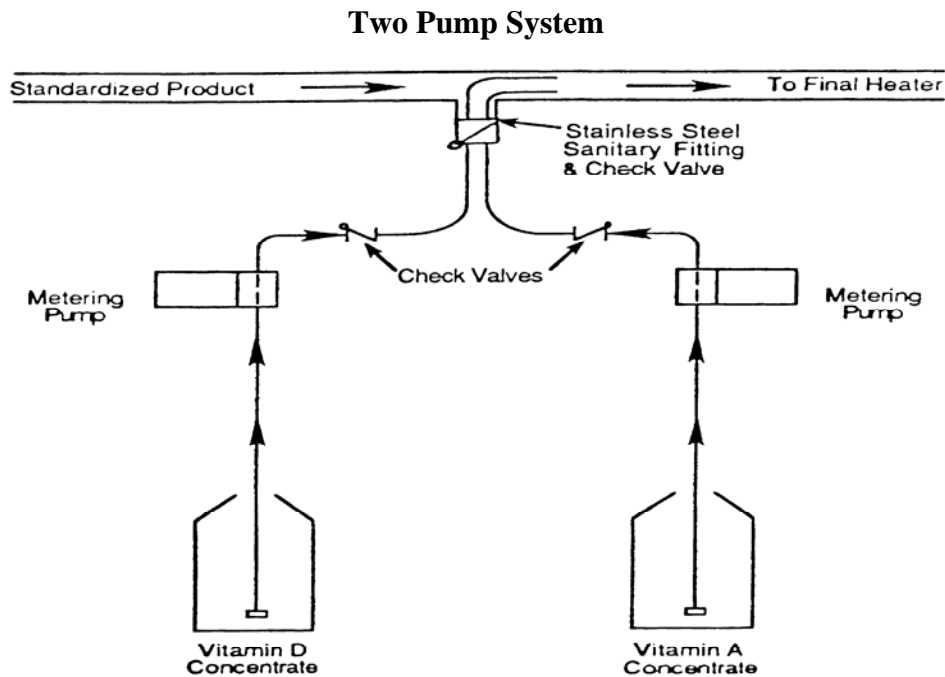 Two Pump System
Standardized Product
To Final Heater
Stainless Steel
Sanitary Fitting
& Check Valve
Check Valves
Metering
Pump
Metering
Pump
Vitamin D
Concentrate
Vitamin A
Concentrate